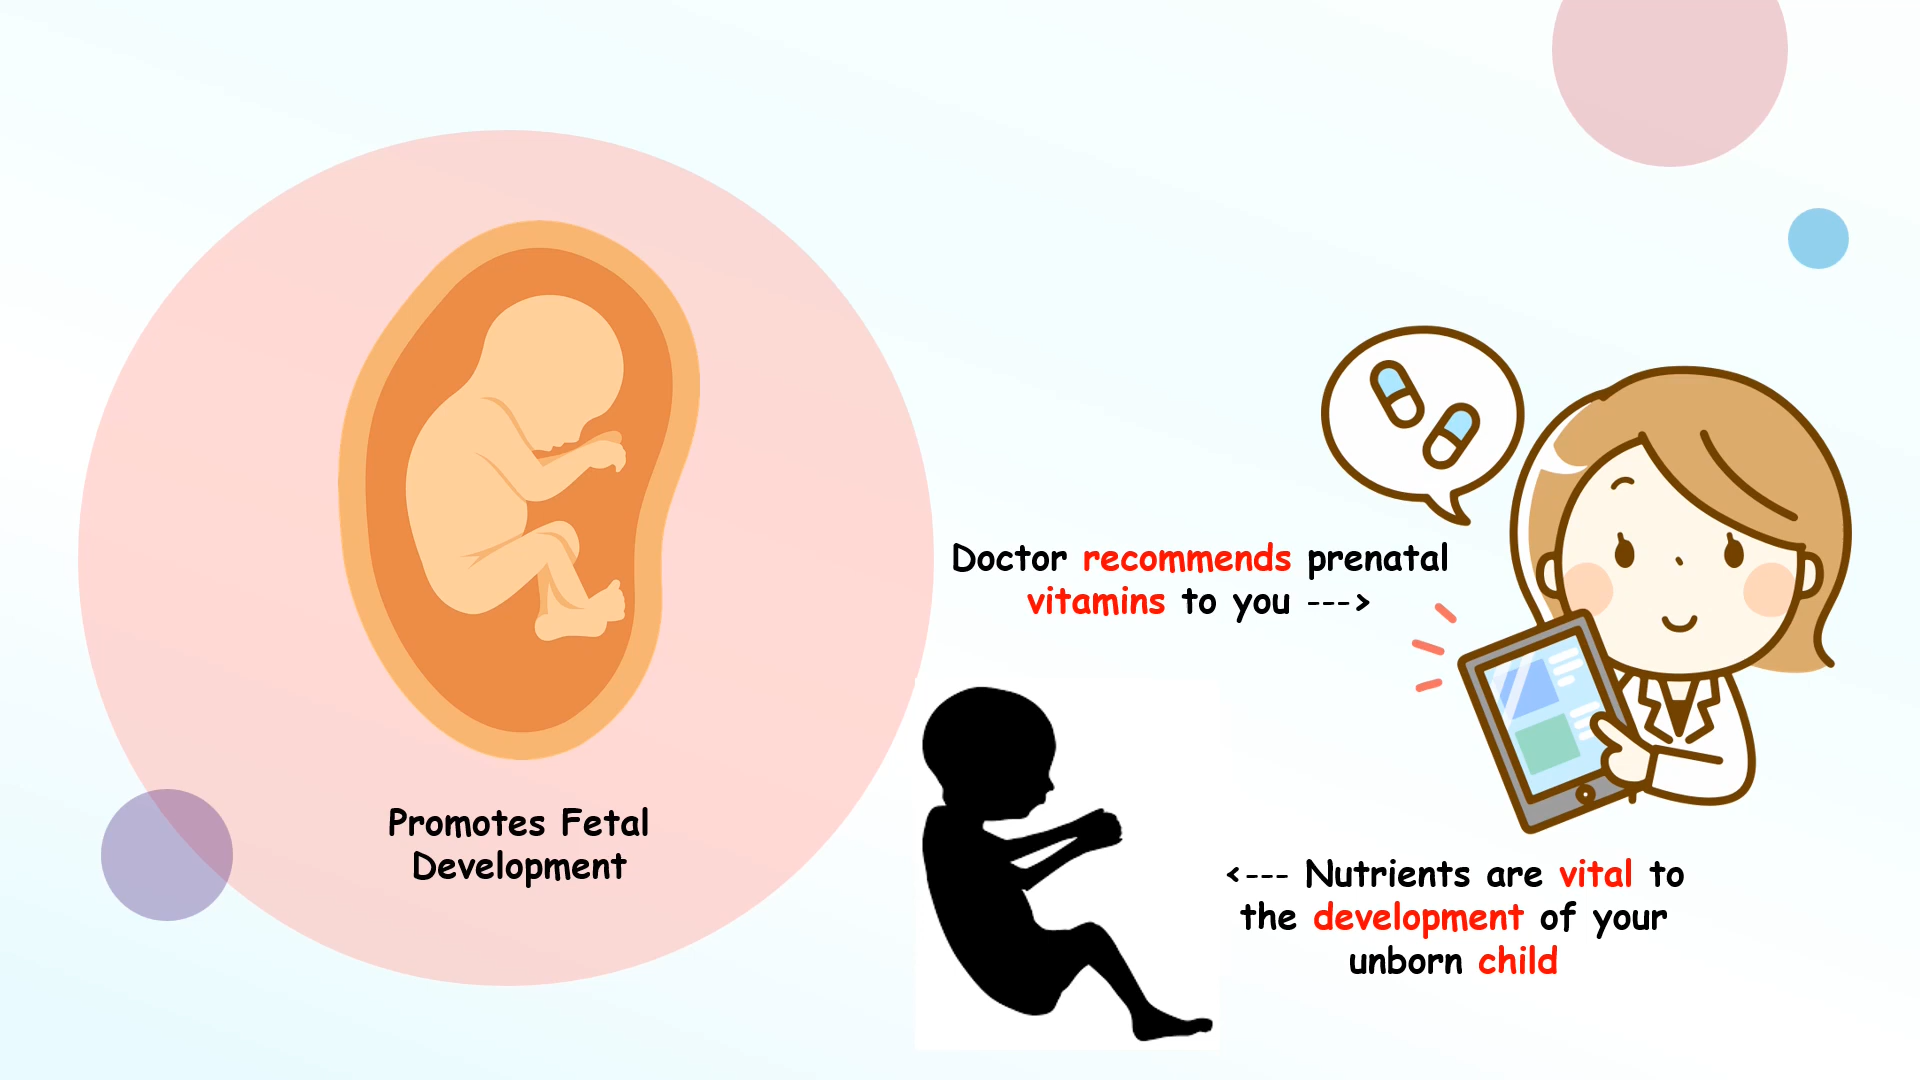 Promotes Fetal
Development
Doctor recommends prenatal
vitamins to you --->
<--- Nutrients are vital to
the development of your
unborn child